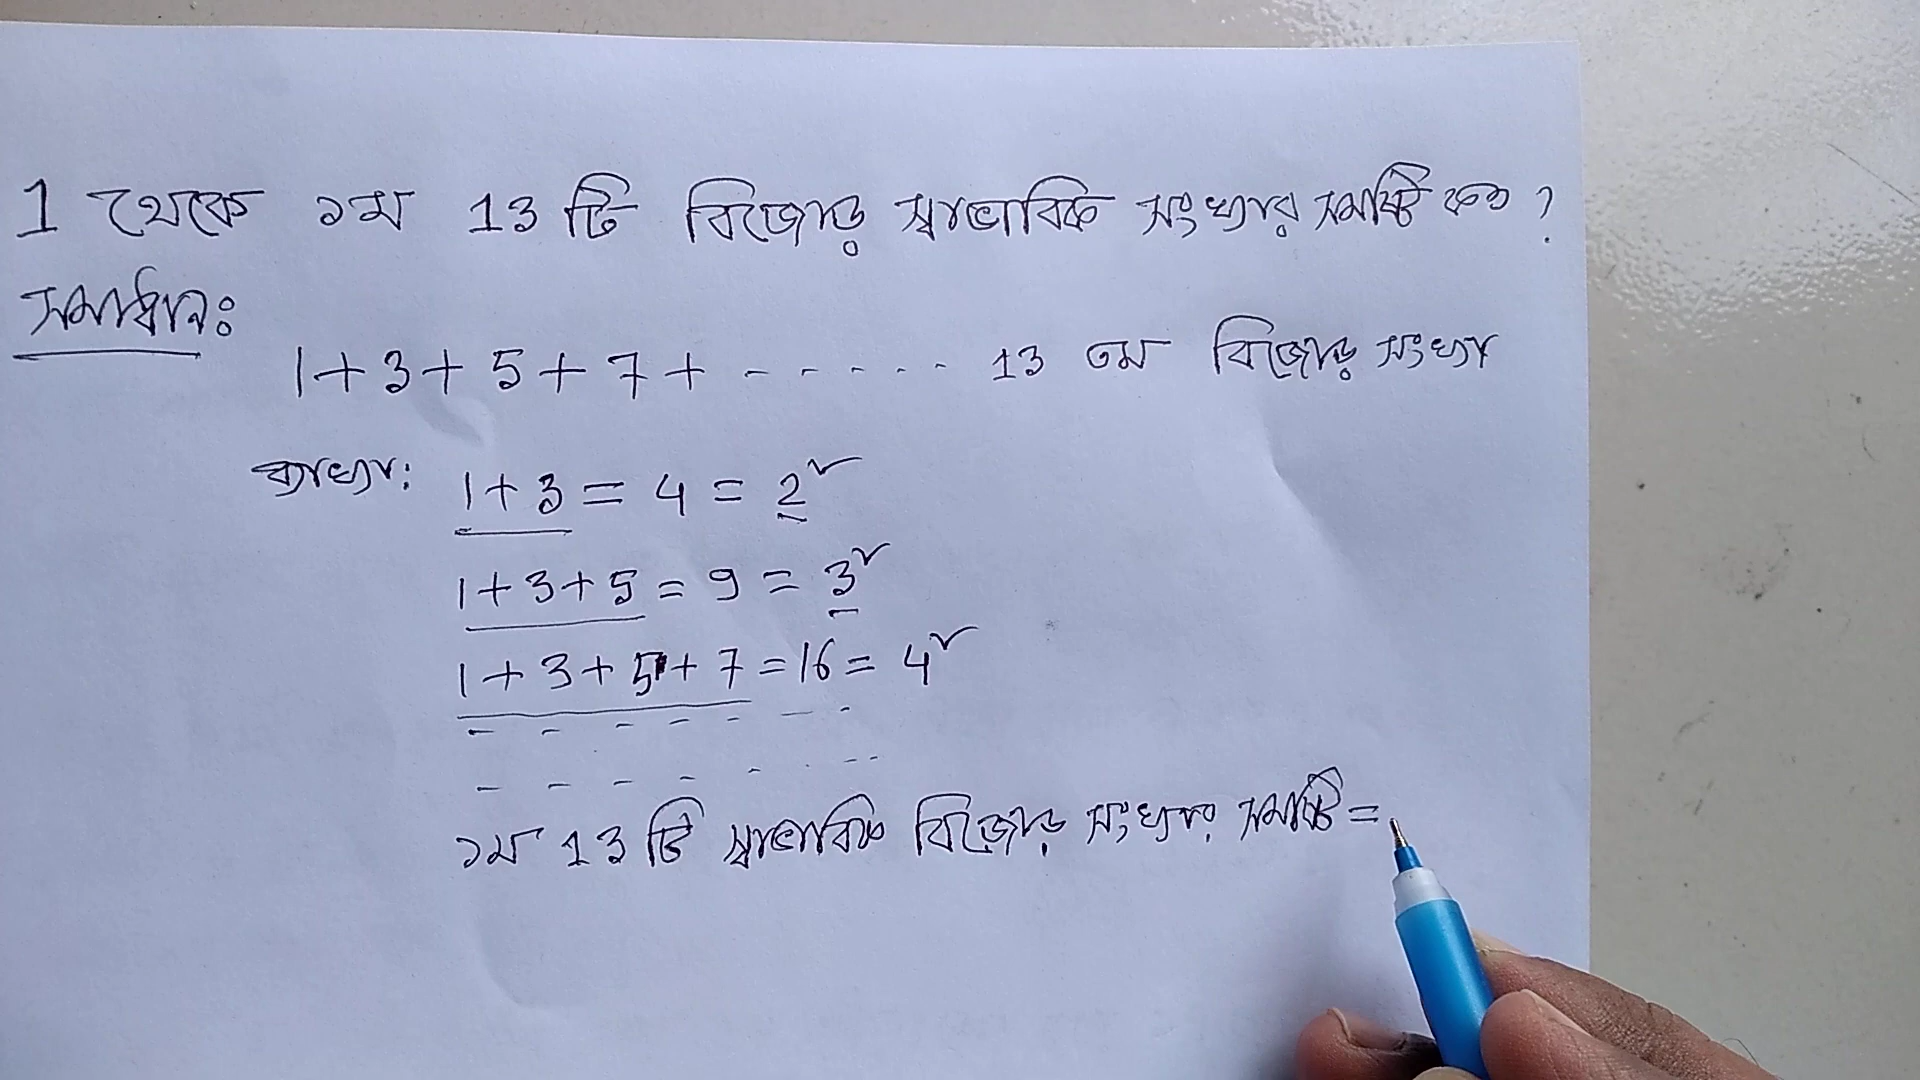 1 থেকে ১ম 13 টি বিজোড় স্বাভাবিক সংখ্যার সমষ্টি কত ?
সমাধান:
1 + 3 + 5 + 7 + - - - - - - 13 তম বিজোড় সংখ্যা
ব্যাখ্যা: 1 + 3 = 4 = 2²
1 + 3 + 5 = 9 = 3²
1 + 3 + 5 + 7 = 16 = 4²
- - - - - - -
- - - - - - -
১ম 13 টি স্বাভাবিক বিজোড় সংখ্যার সমষ্টি =